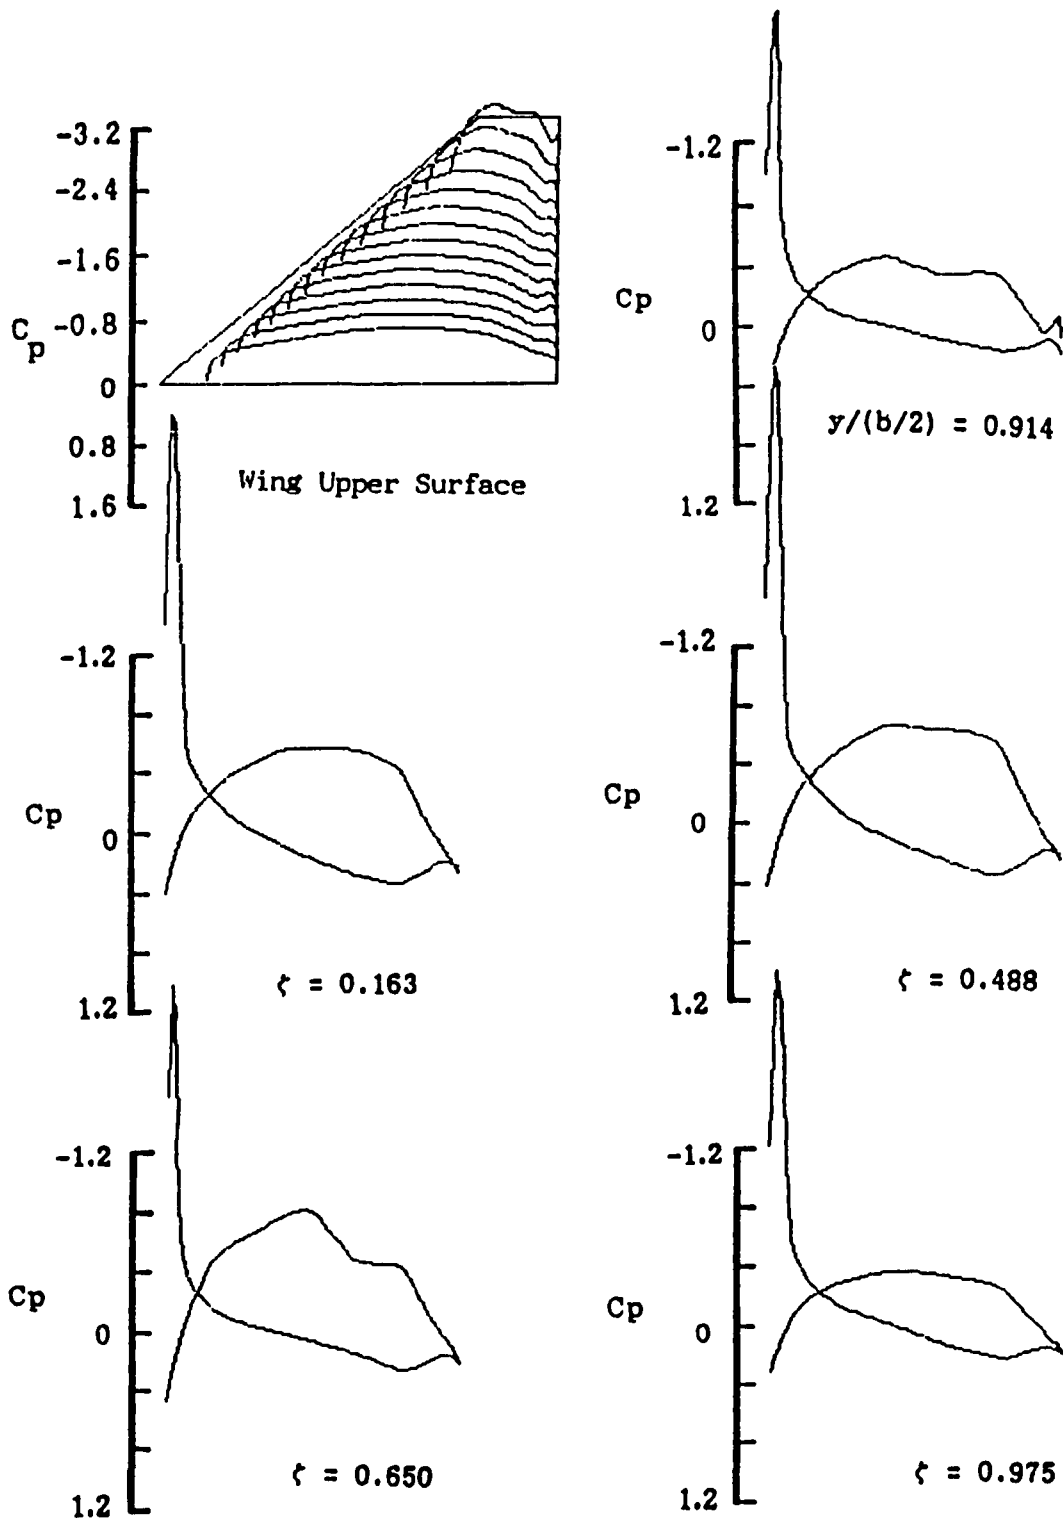 -3.2
-2.4
-1.6
-0.8
Cp
0
0.8
1.6
Wing Upper Surface
-1.2
Cp
0
1.2
y/(b/2) = 0.914
-1.2
Cp
0
1.2
ζ = 0.163
-1.2
Cp
0
1.2
ζ = 0.488
-1.2
Cp
0
1.2
ζ = 0.650
-1.2
Cp
0
1.2
ζ = 0.975